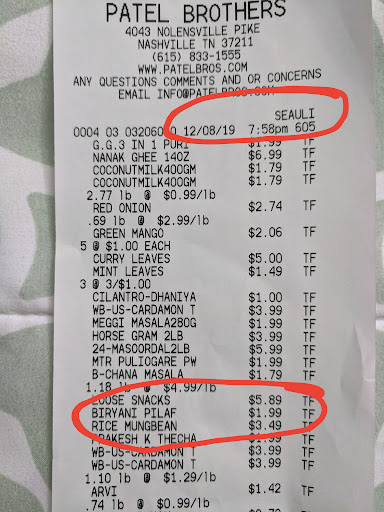 PATEL BROTHERS
4043 NOLENSVILLE PIKE
NASHVILLE TN 37211
(615) 833-1555
WWW.PATELBROS.COM
ANY QUESTIONS COMMENTS AND OR CONCERNS
EMAIL INFO@PATELBROS.COM
SEAULI
0004 03 12/08/19 7:58pm 605
G.G.3 IN 1 PURI $1.99 TF
NANAK GHEE 14OZ $6.99 TF
COCONUTMILK400GM $1.79 TF
COCONUTMILK400GM $1.79 TF
2.77 lb @ $0.99/lb
RED ONION $2.74 TF
.69 lb @ $2.99/lb
GREEN MANGO $2.06 TF
5 @ $1.00 EACH
CURRY LEAVES $5.00 TF
MINT LEAVES $1.49 TF
3 @ 3/$1.00
CILANTRO-DHANIYA $1.00 TF
WB-US-CARDAMON T $3.99 TF
MEGGI MASALA280G $1.99 TF
HORSE GRAM 2LB $3.99 TF
24-MASOORDAL2LB $5.99 TF
MTR PULIOGARE PW $1.99 TF
B-CHANA MASALA $1.79 TF
1.18 lb @ $4.99/lb
LOOSE SNACKS $5.89 TF
BIRYANI PILAF $1.99 TF
RICE MUNGBEAN $3.49 TF
PRAKESH K THECHA $1.99 TF
WB-US-CARDAMON T $3.99 TF
WB-US-CARDAMON T $3.99 TF
1.10 lb @ $1.29/lb
ARVI $1.42 TF
.74 lb @ $0.99/lb